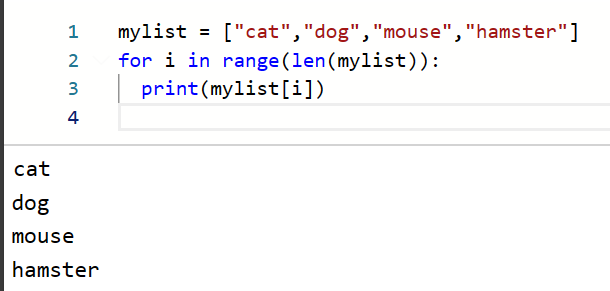 1 mylist = ["cat","dog","mouse","hamster"]
2 for i in range(len(mylist)):
3   print(mylist[i])
4
cat
dog
mouse
hamster